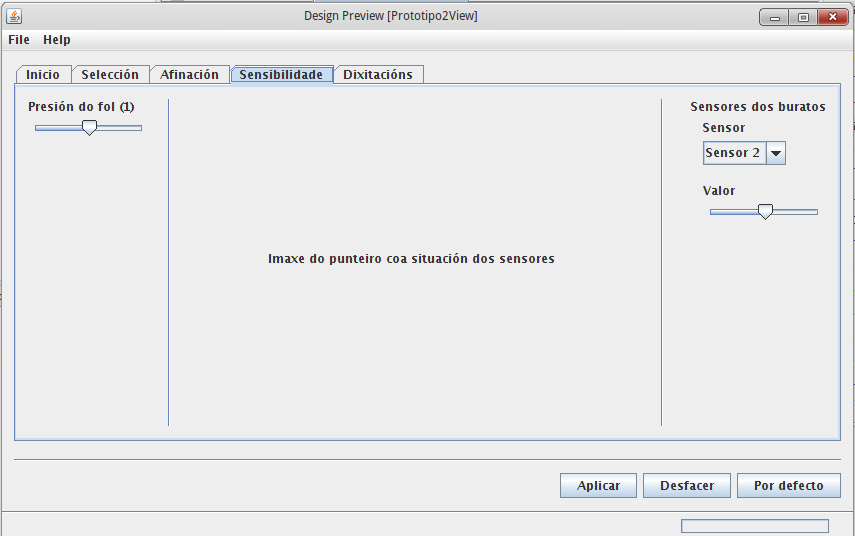 Design Preview [Prototipo2View]
File Help
Inicio Selección Afinación Sensibilidade Dixitacións
Presión do fol (1)
Sensores dos buratos
Sensor
Sensor 2
Valor
Imaxe do punteiro coa situación dos sensores
Aplicar Desfacer Por defecto